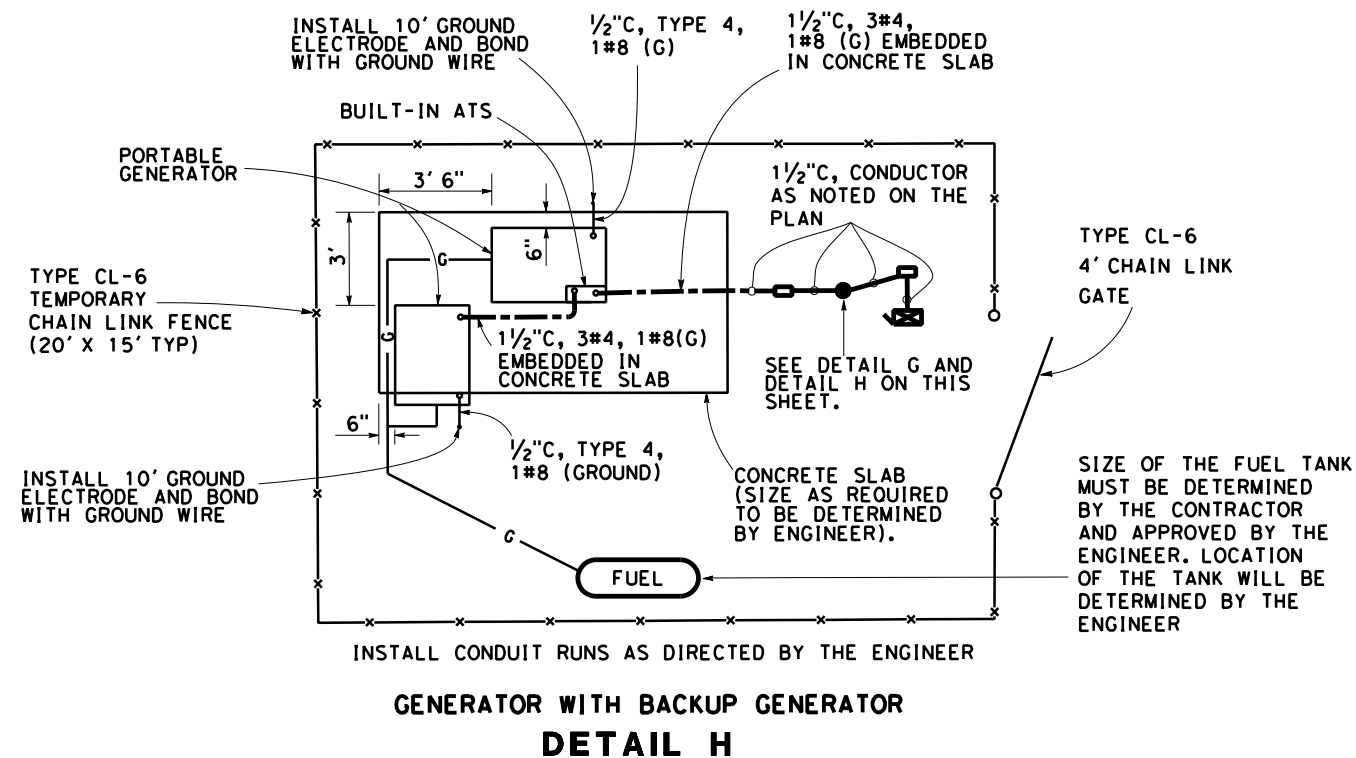 INSTALL 10' GROUND
ELECTRODE AND BOND
WITH GROUND WIRE
½"C, TYPE 4,
1#8 (G)
1½"C, 3#4,
1#8 (G) EMBEDDED
IN CONCRETE SLAB
BUILT-IN ATS
PORTABLE
GENERATOR
3' 6"
1½"C, CONDUCTOR
AS NOTED ON THE
PLAN
3'
6"
G
TYPE CL-6
4' CHAIN LINK
GATE
TYPE CL-6
TEMPORARY
CHAIN LINK FENCE
(20' X 15' TYP)
G
1½"C, 3#4, 1#8(G)
EMBEDDED IN
CONCRETE SLAB
SEE DETAIL G AND
DETAIL H ON THIS
SHEET.
6"
½"C, TYPE 4,
1#8 (GROUND)
INSTALL 10' GROUND
ELECTRODE AND BOND
WITH GROUND WIRE
CONCRETE SLAB
(SIZE AS REQUIRED
TO BE DETERMINED
BY ENGINEER).
SIZE OF THE FUEL TANK
MUST BE DETERMINED
BY THE CONTRACTOR
AND APPROVED BY THE
ENGINEER. LOCATION
OF THE TANK WILL BE
DETERMINED BY THE
ENGINEER
G
FUEL
INSTALL CONDUIT RUNS AS DIRECTED BY THE ENGINEER
GENERATOR WITH BACKUP GENERATOR
DETAIL H